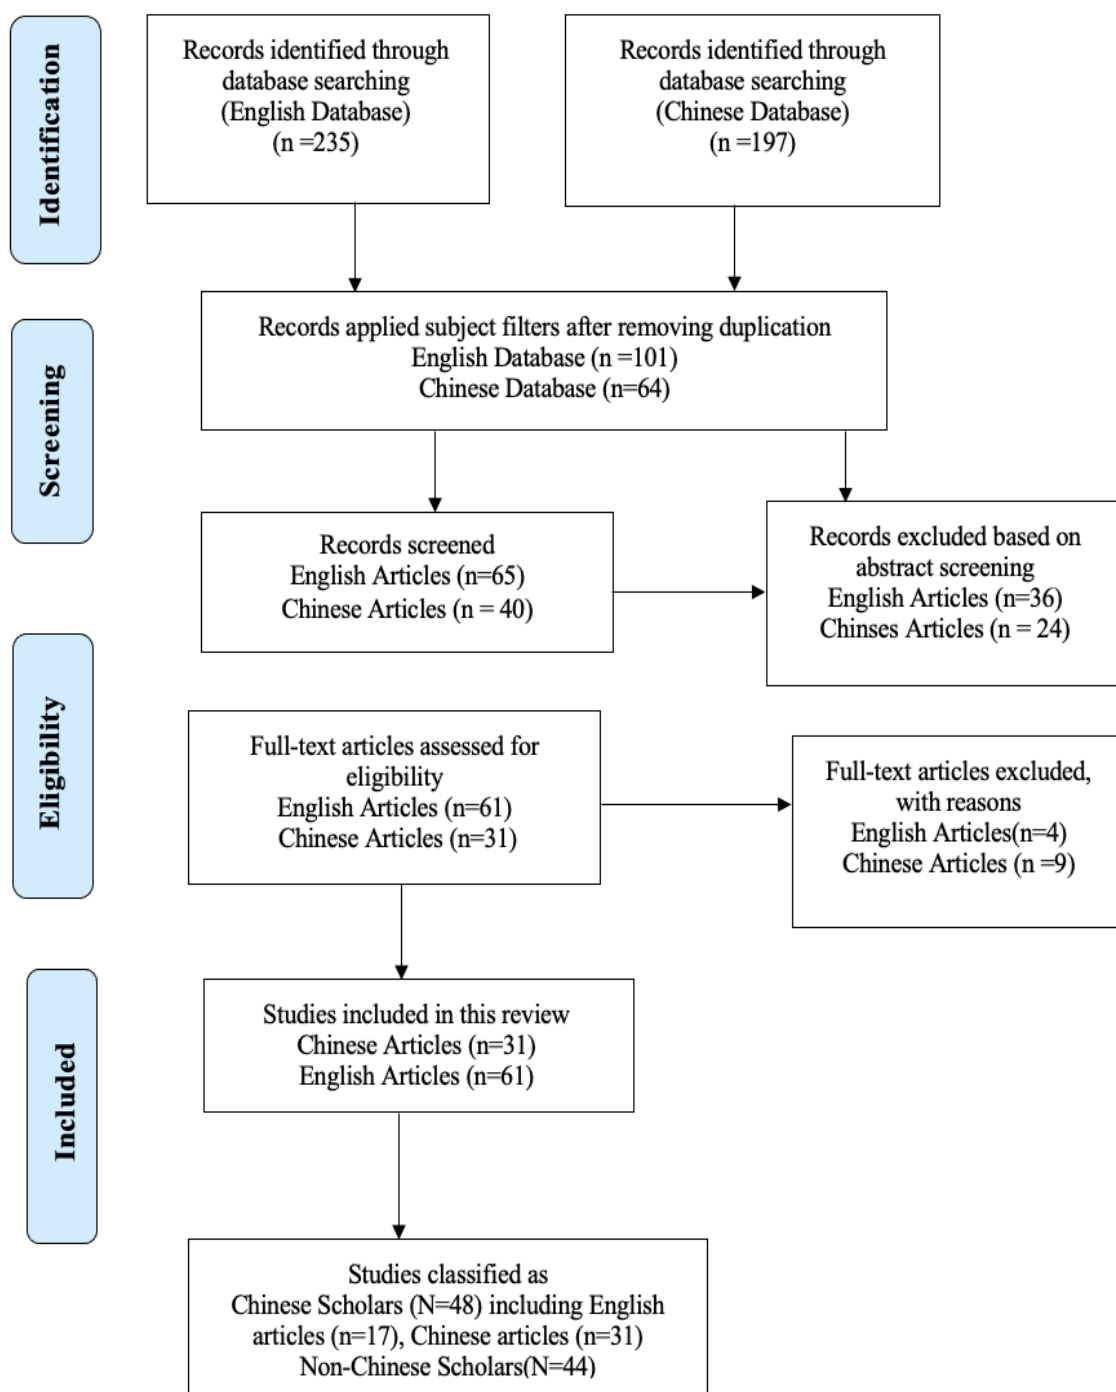 Identification
Records identified through
database searching
(English Database)
(n =235)
Records identified through
database searching
(Chinese Database)
(n =197)
Screening
Records applied subject filters after removing duplication
English Database (n =101)
Chinese Database (n=64)
Records screened
English Articles (n=65)
Chinese Articles (n = 40)
Records excluded based on
abstract screening
English Articles (n=36)
Chinses Articles (n = 24)
Eligibility
Full-text articles assessed for
eligibility
English Articles (n=61)
Chinese Articles (n=31)
Full-text articles excluded,
with reasons
English Articles(n=4)
Chinese Articles (n =9)
Included
Studies included in this review
Chinese Articles (n=31)
English Articles (n=61)
Studies classified as
Chinese Scholars (N=48) including English
articles (n=17), Chinese articles (n=31)
Non-Chinese Scholars(N=44)